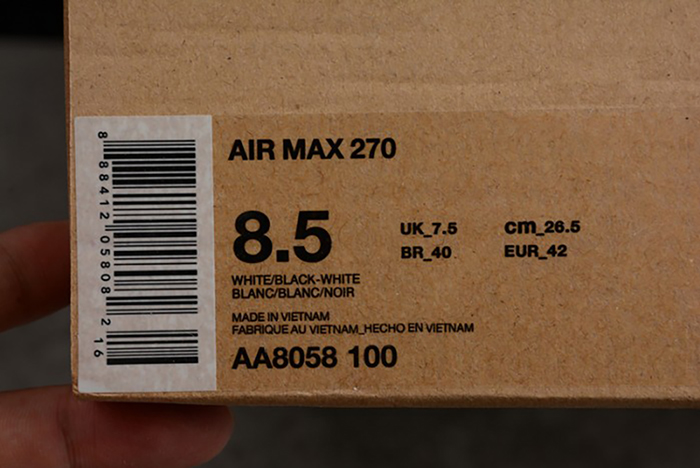 AIR MAX 270
8.5
UK_7.5 cm_26.5
BR_40 EUR_42
WHITE/BLACK-WHITE
BLANC/BLANC/NOIR
MADE IN VIETNAM
FABRIQUE AU VIETNAM_HECHO EN VIETNAM
AA8058 100
8 88412 05808 2 16